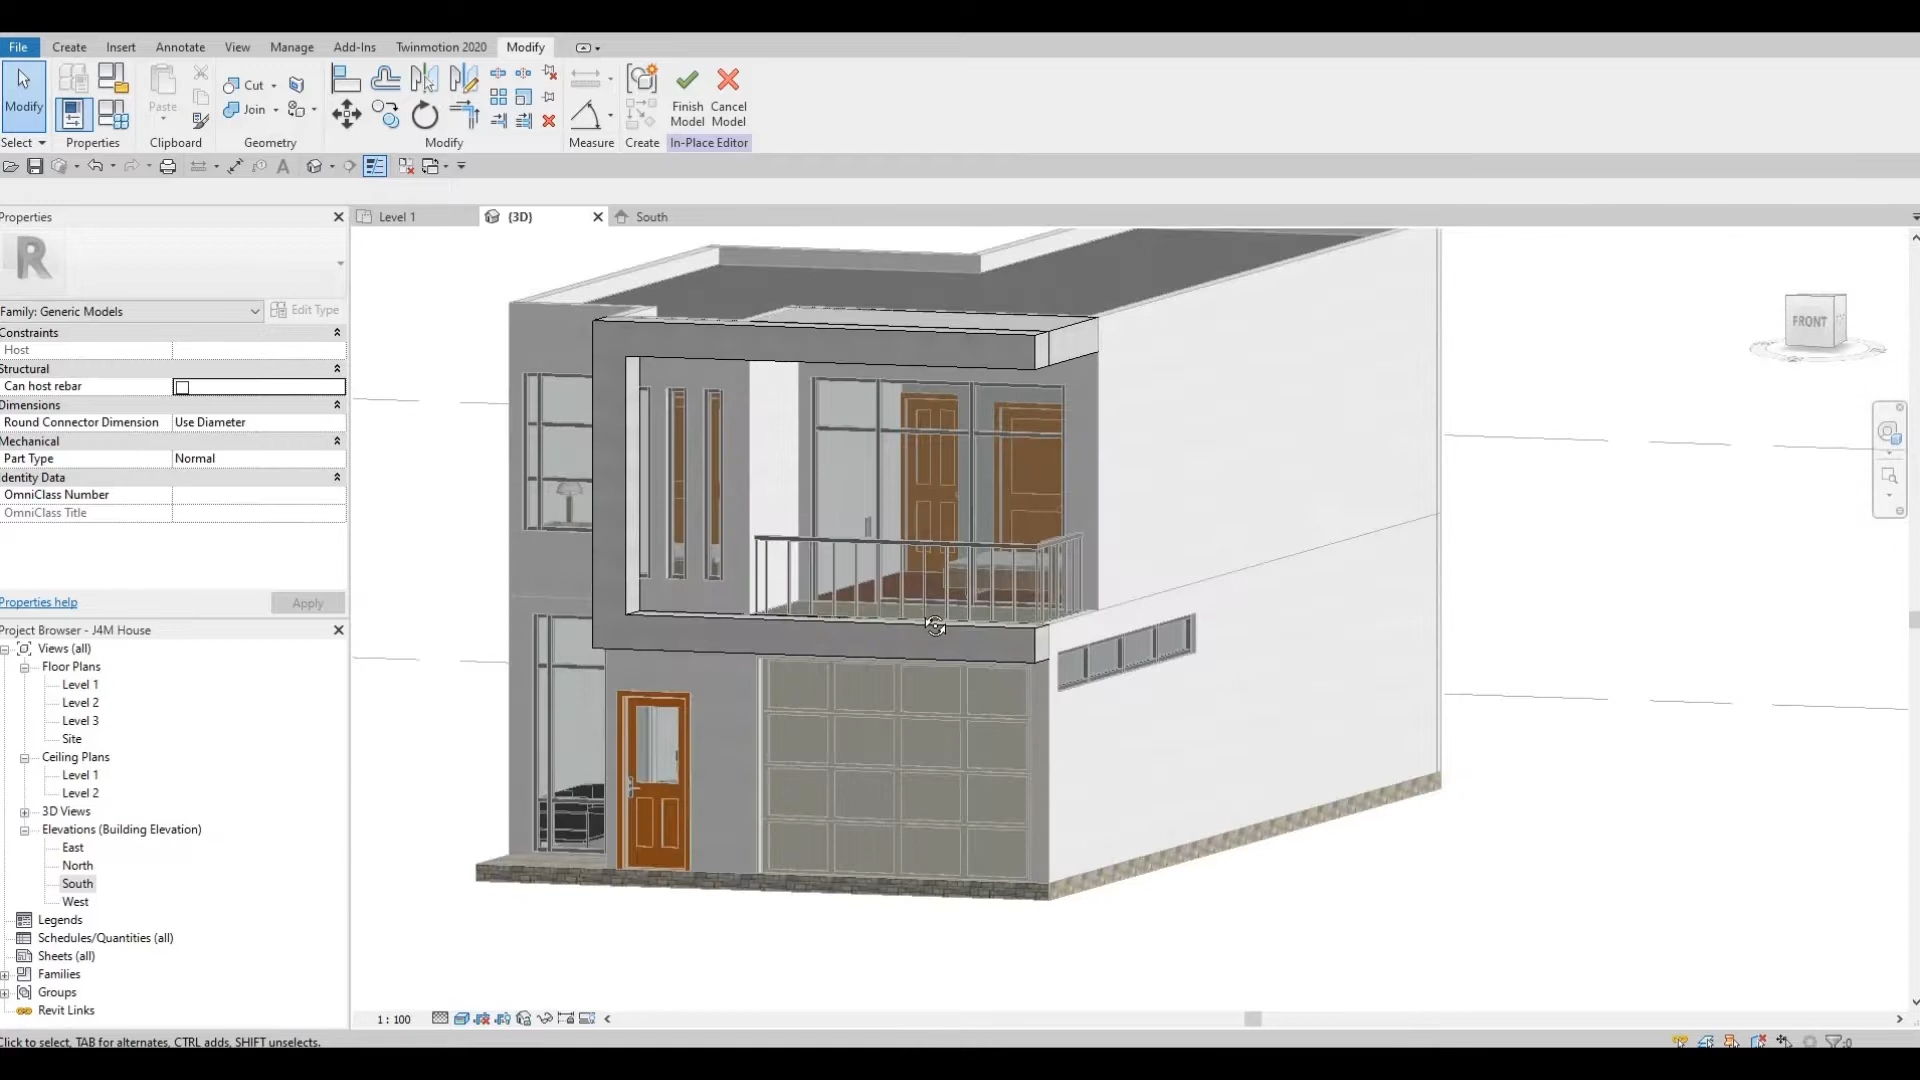 File Create Insert Annotate View Manage Add-Ins Twinmotion 2020 Modify
Modify
Paste
Cut
Join
Finish Model
Cancel Model
Select Properties Clipboard Geometry Modify Measure Create In-Place Editor
A
Properties
Level 1
{3D}
South
R
Family: Generic Models
Edit Type
Constraints
Host
Structural
Can host rebar
Dimensions
Round Connector Dimension Use Diameter
Mechanical
Part Type Normal
Identity Data
OmniClass Number
OmniClass Title
Properties help
Apply
Project Browser - J4M House
Views (all)
Floor Plans
Level 1
Level 2
Level 3
Site
Ceiling Plans
Level 1
Level 2
3D Views
Elevations (Building Elevation)
East
North
South
West
Legends
Schedules/Quantities (all)
Sheets (all)
Families
Groups
Revit Links
FRONT
1 : 100
Click to select, TAB for alternates, CTRL adds, SHIFT unselects.
:0